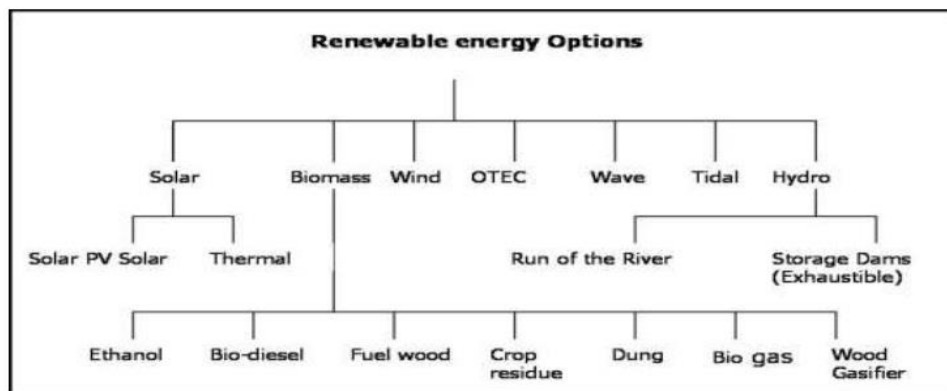 Renewable energy Options
Solar Biomass Wind OTEC Wave Tidal Hydro
Solar PV Solar Thermal Run of the River Storage Dams
(Exhaustible)
Ethanol Bio-diesel Fuel wood Crop Dung Bio gas Wood
residue Gasifier